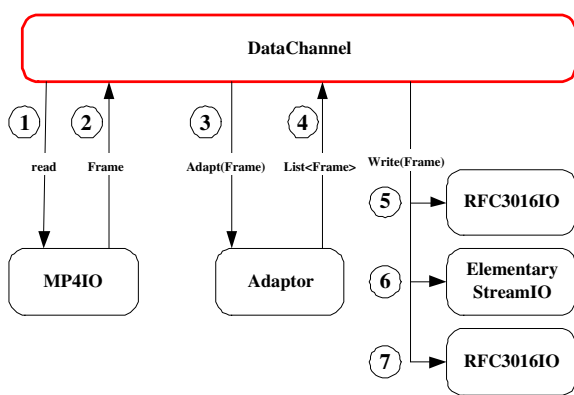 DataChannel
1
2
3
4
read
Frame
Adapt(Frame)
List<Frame>
Write(Frame)
5
RFC3016IO
MP4IO
Adaptor
6
Elementary
StreamIO
7
RFC3016IO